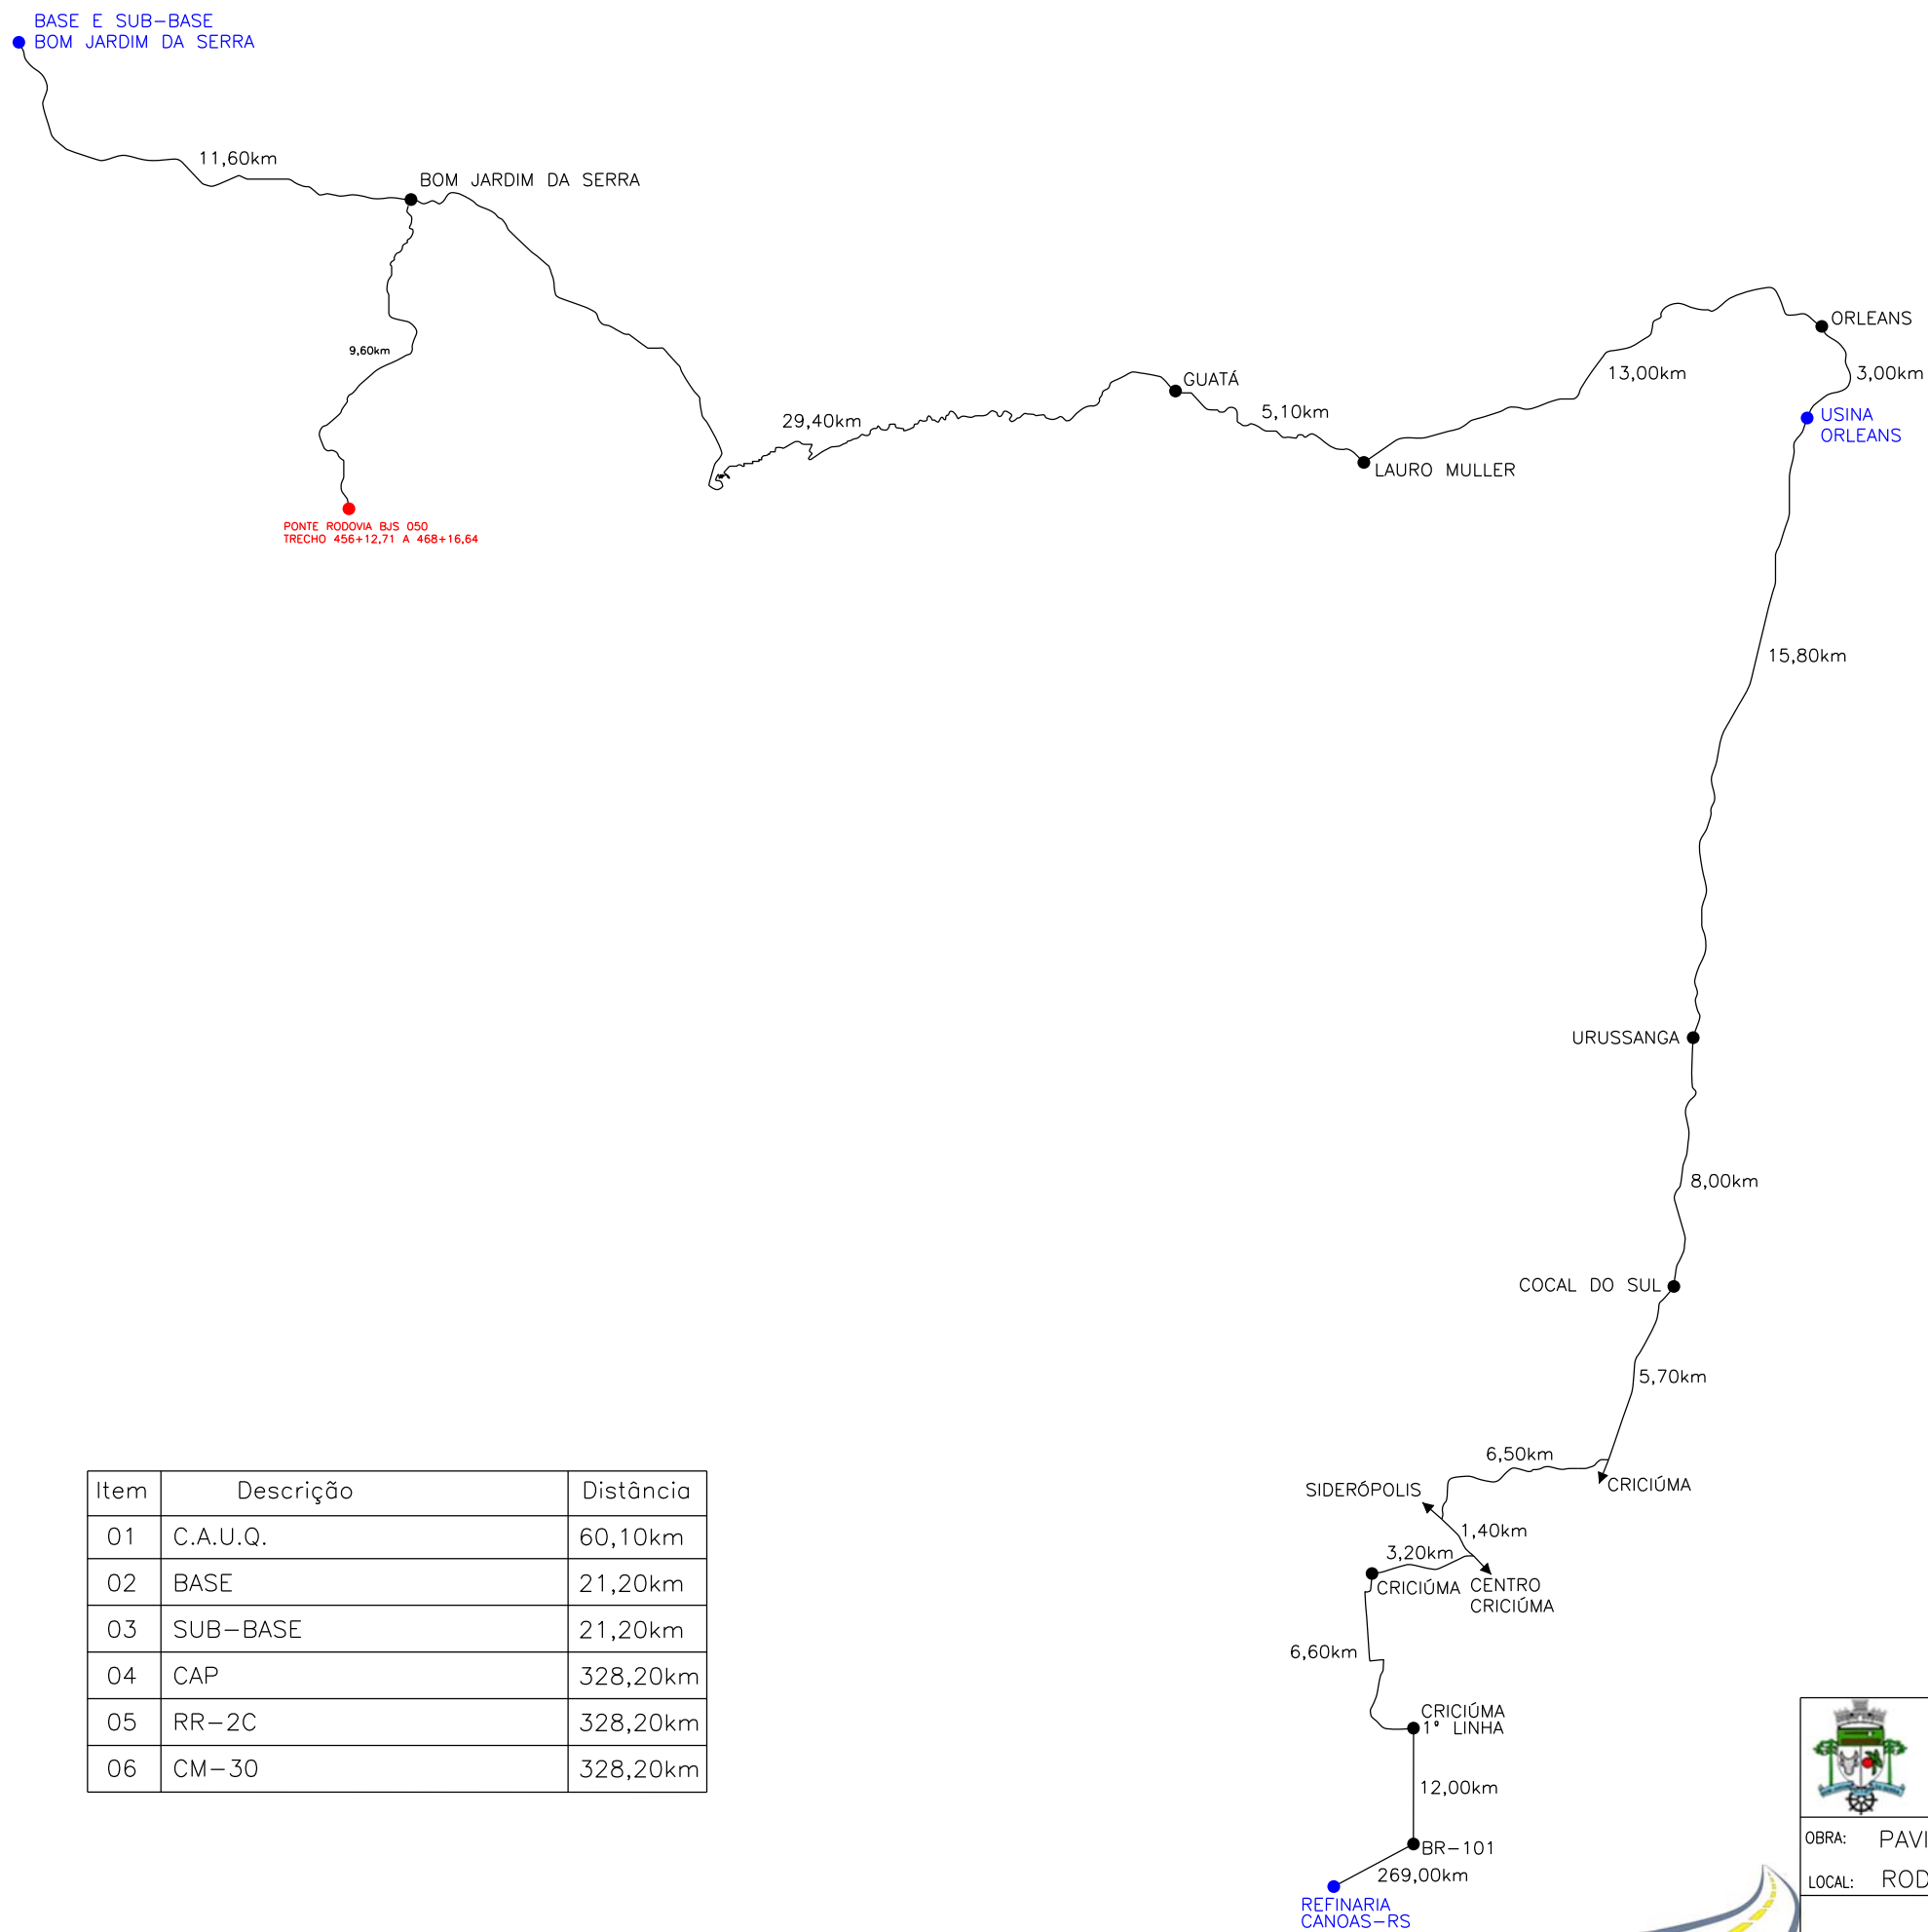 BASE E SUB-BASE
BOM JARDIM DA SERRA
11,60km
BOM JARDIM DA SERRA
9,60km
PONTE RODOVIA BJS 050
TRECHO 456+12,71 A 468+16,64
29,40km
GUATÁ
5,10km
LAURO MULLER
13,00km
ORLEANS
3,00km
USINA
ORLEANS
15,80km
URUSSANGA
8,00km
COCAL DO SUL
5,70km
6,50km
CRICIÚMA
SIDERÓPOLIS
1,40km
3,20km
CRICIÚMA
CENTRO
CRICIÚMA
6,60km
CRICIÚMA
1° LINHA
12,00km
BR-101
269,00km
REFINARIA
CANOAS-RS
Item Descrição Distância
01 C.A.U.Q. 60,10km
02 BASE 21,20km
03 SUB-BASE 21,20km
04 CAP 328,20km
05 RR-2C 328,20km
06 CM-30 328,20km
OBRA: PAVI
LOCAL: ROD